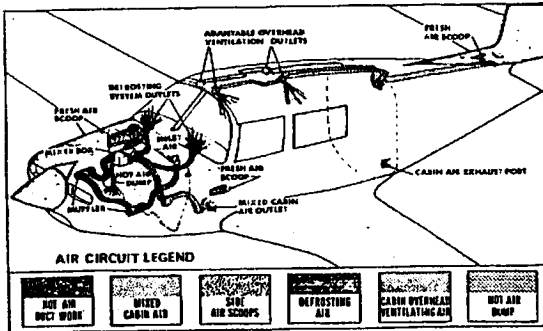 ADJUSTABLE OVERHEAD
VENTILATION OUTLETS
FRESH
AIR SCOOP
DEFROSTING
SYSTEM OUTLETS
FRESH AIR
SCOOP
MIXER BOX
INLET
AIR
HOT AIR
DUMP
FRESH AIR
SCOOP
CABIN AIR EXHAUST PORT
MUFFLER
MIXED CABIN
AIR OUTLET
AIR CIRCUIT LEGEND
HOT AIR
DUCT WORK
MIXED
CABIN AIR
SIDE
AIR SCOOPS
DEFROSTING
AIR
CABIN OVERHEAD
VENTILATING AIR
HOT AIR
DUMP